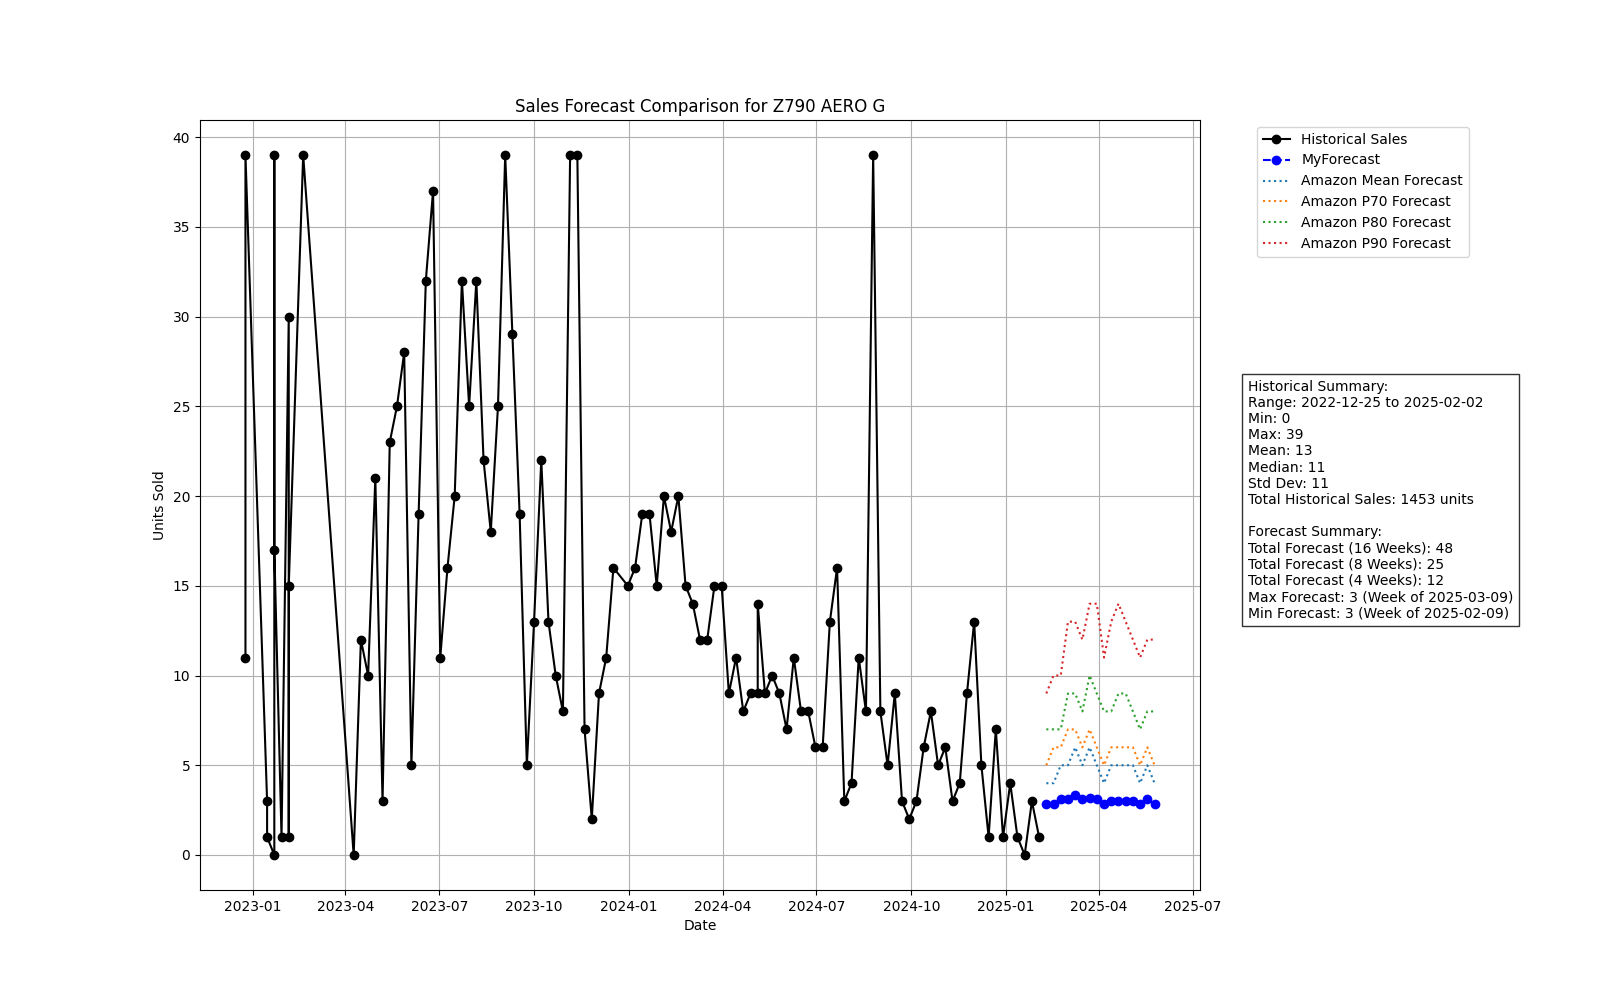 Sales Forecast Comparison for Z790 AERO G
40
35
30
25
20
15
10
5
0
Units Sold
2023-01
2023-04
2023-07
2023-10
2024-01
2024-04
2024-07
2024-10
2025-01
2025-04
2025-07
Date
Historical Sales
MyForecast
Amazon Mean Forecast
Amazon P70 Forecast
Amazon P80 Forecast
Amazon P90 Forecast
Historical Summary:
Range: 2022-12-25 to 2025-02-02
Min: 0
Max: 39
Mean: 13
Median: 11
Std Dev: 11
Total Historical Sales: 1453 units
Forecast Summary:
Total Forecast (16 Weeks): 48
Total Forecast (8 Weeks): 25
Total Forecast (4 Weeks): 12
Max Forecast: 3 (Week of 2025-03-09)
Min Forecast: 3 (Week of 2025-02-09)